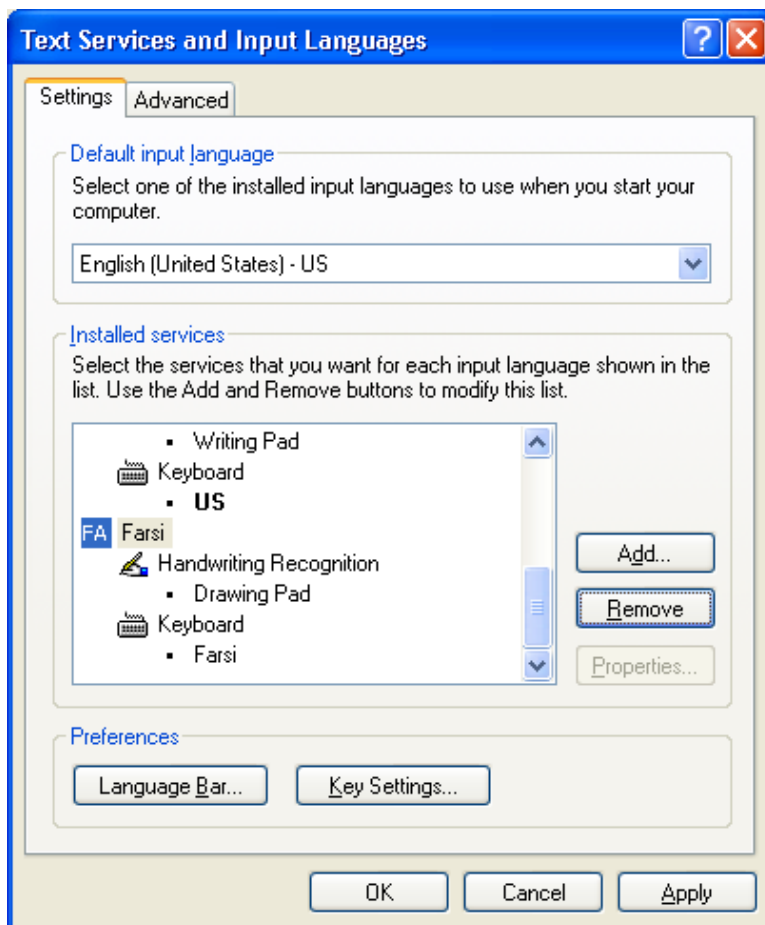 Text Services and Input Languages
Settings
Advanced
Default input language
Select one of the installed input languages to use when you start your
computer.
English (United States) - US
Installed services
Select the services that you want for each input language shown in the
list. Use the Add and Remove buttons to modify this list.
Writing Pad
Keyboard
US
FA Farsi
Handwriting Recognition
Drawing Pad
Keyboard
Farsi
Add...
Remove
Properties...
Preferences
Language Bar...
Key Settings...
OK
Cancel
Apply